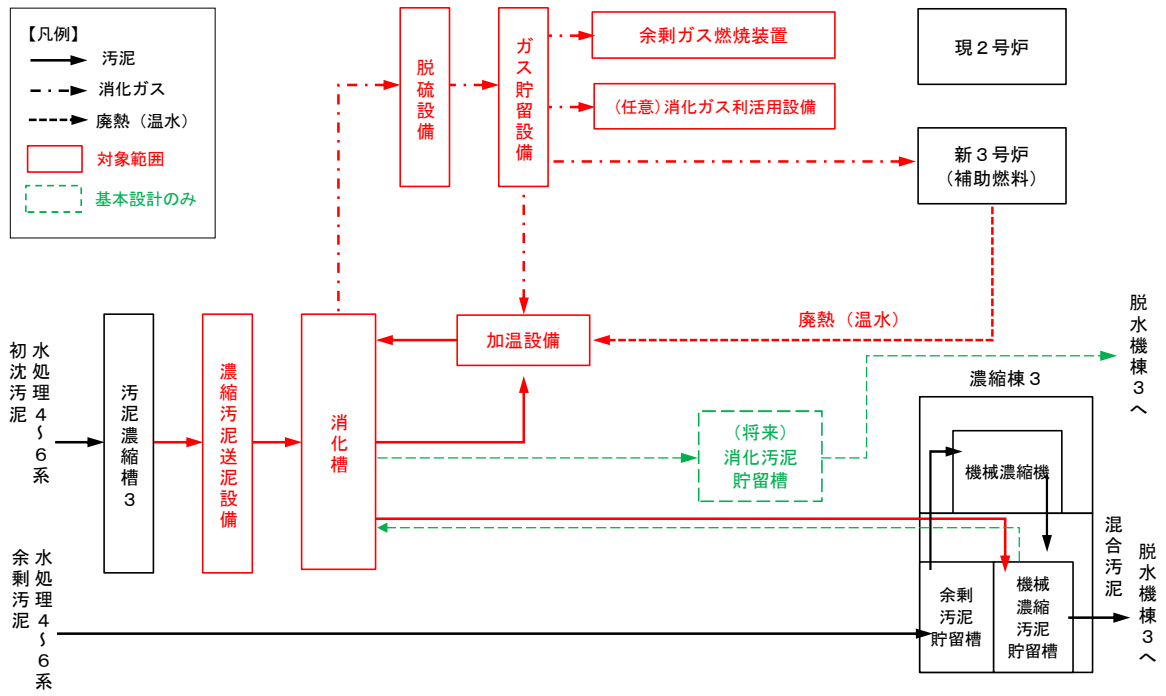 【凡例】
汚泥
消化ガス
廃熱（温水）
対象範囲
基本設計のみ
脱硫設備
ガス貯留設備
余剰ガス燃焼装置
（任意）消化ガス利活用設備
現２号炉
新３号炉
（補助燃料）
水処理４～６系
初沈汚泥
汚泥濃縮槽３
濃縮汚泥送泥設備
消化槽
加温設備
廃熱（温水）
（将来）
消化汚泥
貯留槽
脱水機棟３へ
濃縮棟３
機械濃縮機
水処理４～６系
余剰汚泥
余剰
汚泥
貯留槽
機械
濃縮
汚泥
貯留槽
混合汚泥
脱水機棟３へ